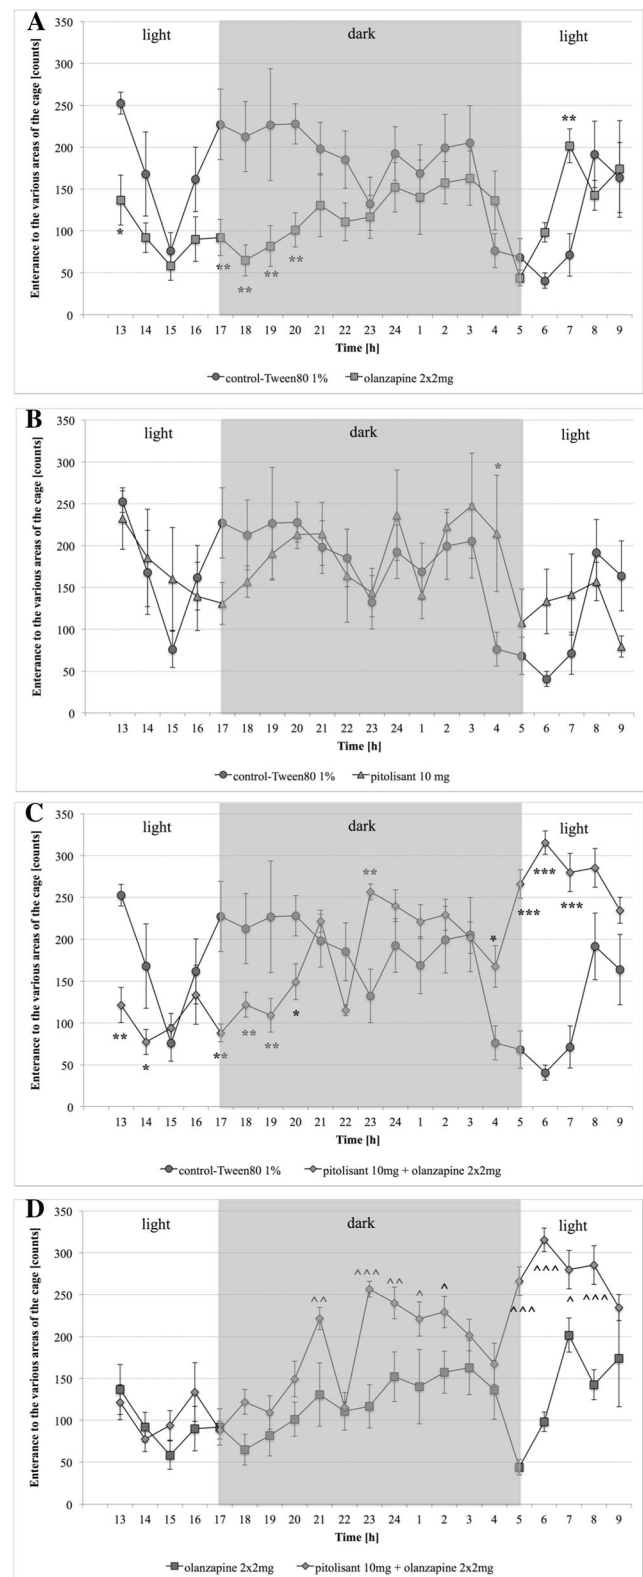 A
light dark light
Enterance to the various areas of the cage [counts]
350
300
250
200
150
100
50
0
* ** ** ** ** **
13 14 15 16 17 18 19 20 21 22 23 24 1 2 3 4 5 6 7 8 9
Time [h]
control-Tween80 1% olanzapine 2x2mg
B
light dark light
Enterance to the various areas of the cage [counts]
350
300
250
200
150
100
50
0
*
13 14 15 16 17 18 19 20 21 22 23 24 1 2 3 4 5 6 7 8 9
Time [h]
control-Tween80 1% pitolisant 10 mg
C
light dark light
Enterance to the various areas of the cage [counts]
350
300
250
200
150
100
50
0
** * ** ** ** * ** * *** *** ***
13 14 15 16 17 18 19 20 21 22 23 24 1 2 3 4 5 6 7 8 9
Time [h]
control-Tween80 1% pitolisant 10mg + olanzapine 2x2mg
D
light dark light
Enterance to the various areas of the cage [counts]
350
300
250
200
150
100
50
0
^^ ^^^ ^^ ^ ^ ^^^ ^^^ ^ ^^^
13 14 15 16 17 18 19 20 21 22 23 24 1 2 3 4 5 6 7 8 9
Time [h]
olanzapine 2x2mg pitolisant 10mg + olanzapine 2x2mg